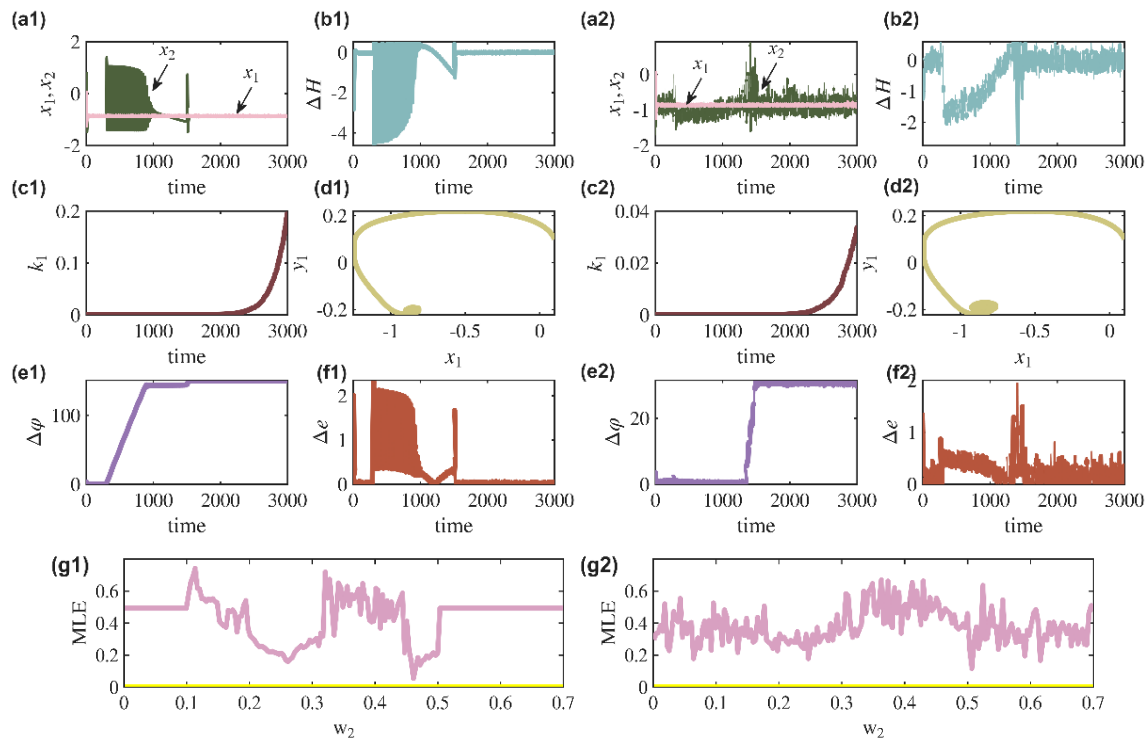 (a1)
(b1)
(a2)
(b2)
x₁, x₂
2
0
-2
x₂
x₁
0 1000 2000 3000
time
ΔH
0
-2
-4
0 1000 2000 3000
time
x₁, x₂
1
0
-1
-2
x₁
x₂
0 1000 2000 3000
time
ΔH
0
-1
-2
0 1000 2000 3000
time
(c1)
(d1)
(c2)
(d2)
k₁
0.2
0.1
0
0 1000 2000 3000
time
y₁
0.2
0
-0.2
-1 -0.5 0
x₁
k₁
0.04
0.02
0
0 1000 2000 3000
time
y₁
0.2
0
-0.2
-1 -0.5 0
x₁
(e1)
(f1)
(e2)
(f2)
Δφ
100
0
0 1000 2000 3000
time
Δe
2
1
0
0 1000 2000 3000
time
Δφ
20
0
0 1000 2000 3000
time
Δe
2
1
0
0 1000 2000 3000
time
(g1)
(g2)
MLE
0.6
0.4
0.2
0
0 0.1 0.2 0.3 0.4 0.5 0.6 0.7
w₂
MLE
0.6
0.4
0.2
0
0 0.1 0.2 0.3 0.4 0.5 0.6 0.7
w₂